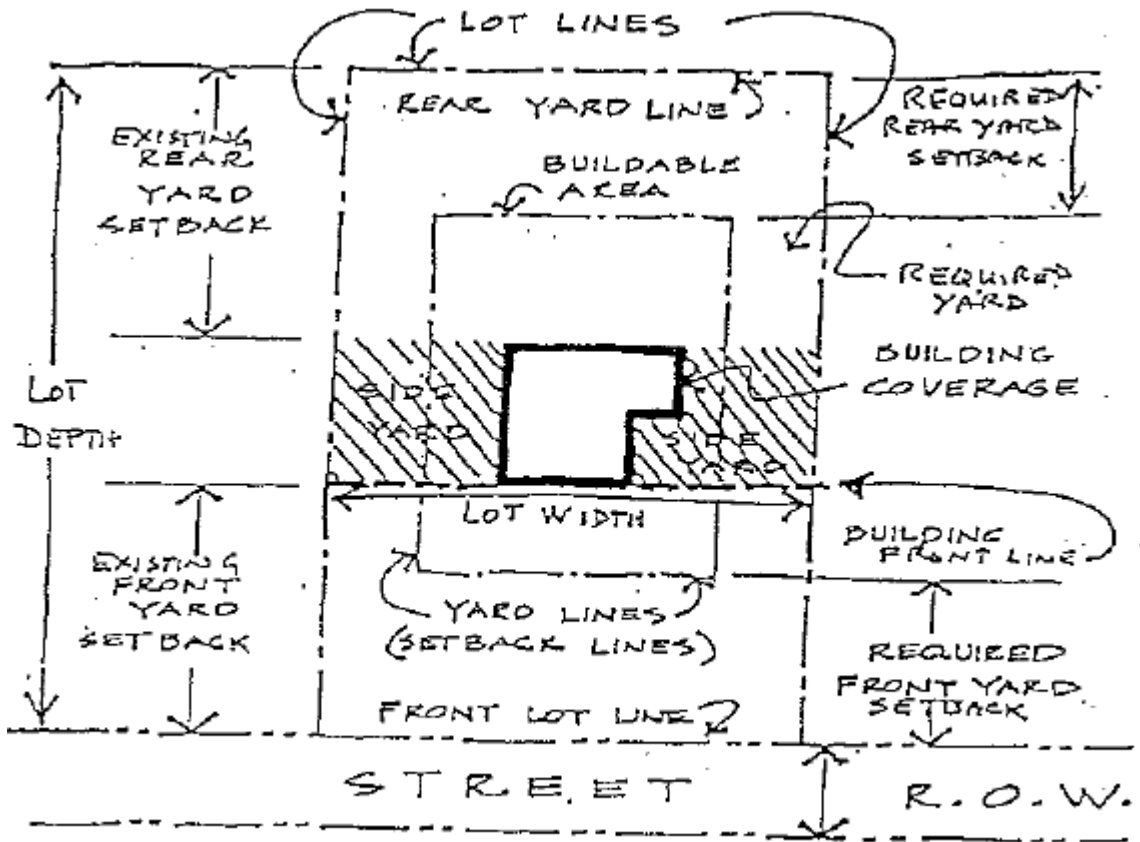 LOT LINES
REAR YARD LINE
REQUIRED
REAR YARD
SETBACK
EXISTING
REAR
YARD
SETBACK
BUILDABLE
AREA
REQUIRED
YARD
BUILDING
COVERAGE
SIDE
YARD
SIDE
YARD
LOT
DEPTH
LOT WIDTH
BUILDING
FRONT LINE
EXISTING
FRONT
YARD
SETBACK
YARD LINES
(SETBACK LINES)
REQUIRED
FRONT YARD
SETBACK
FRONT LOT LINE
STREET
R.O.W.